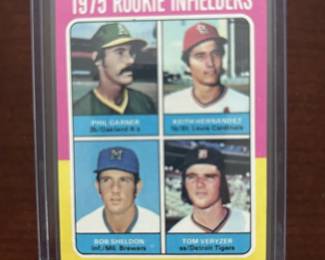 1975 ROOKIE INFIELDERS
PHIL GARNER
3b/Oakland A's
KEITH HERNANDEZ
1b/St. Louis Cardinals
BOB SHELDON
inf./Mil. Brewers
TOM VERYZER
ss/Detroit Tigers